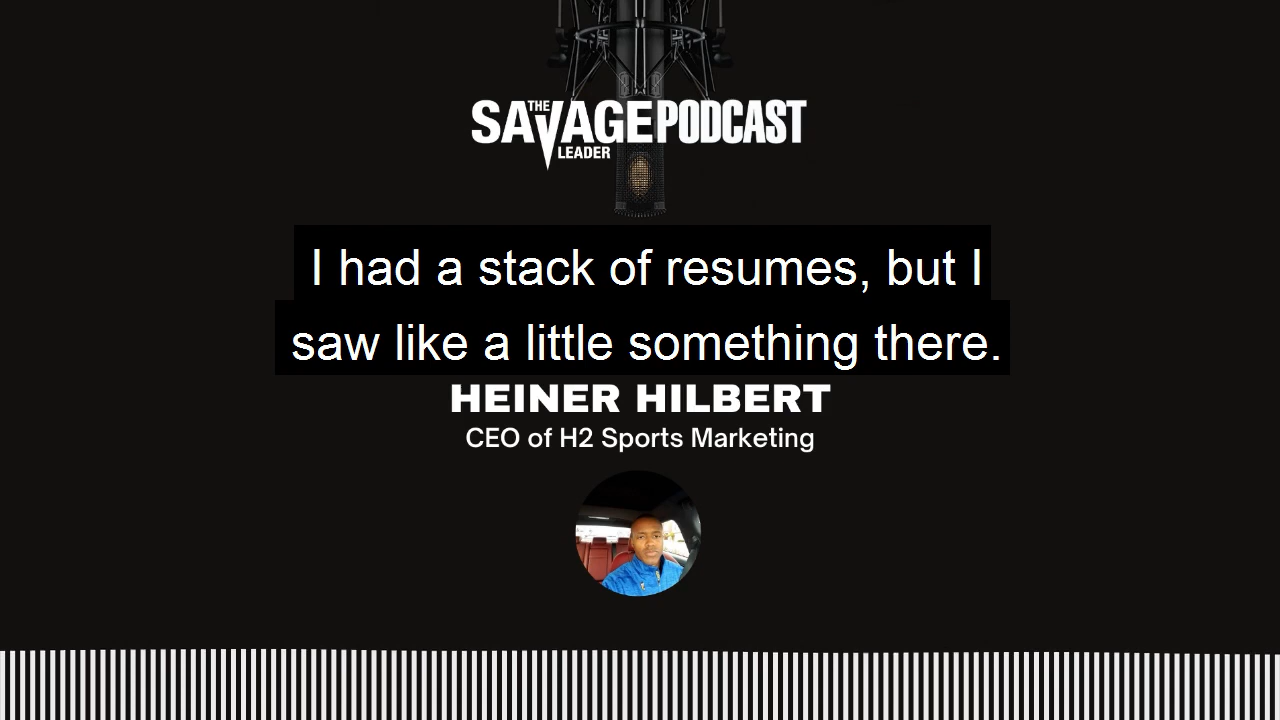 THE
SAVAGE PODCAST
LEADER
I had a stack of resumes, but I
saw like a little something there.
HEINER HILBERT
CEO of H2 Sports Marketing